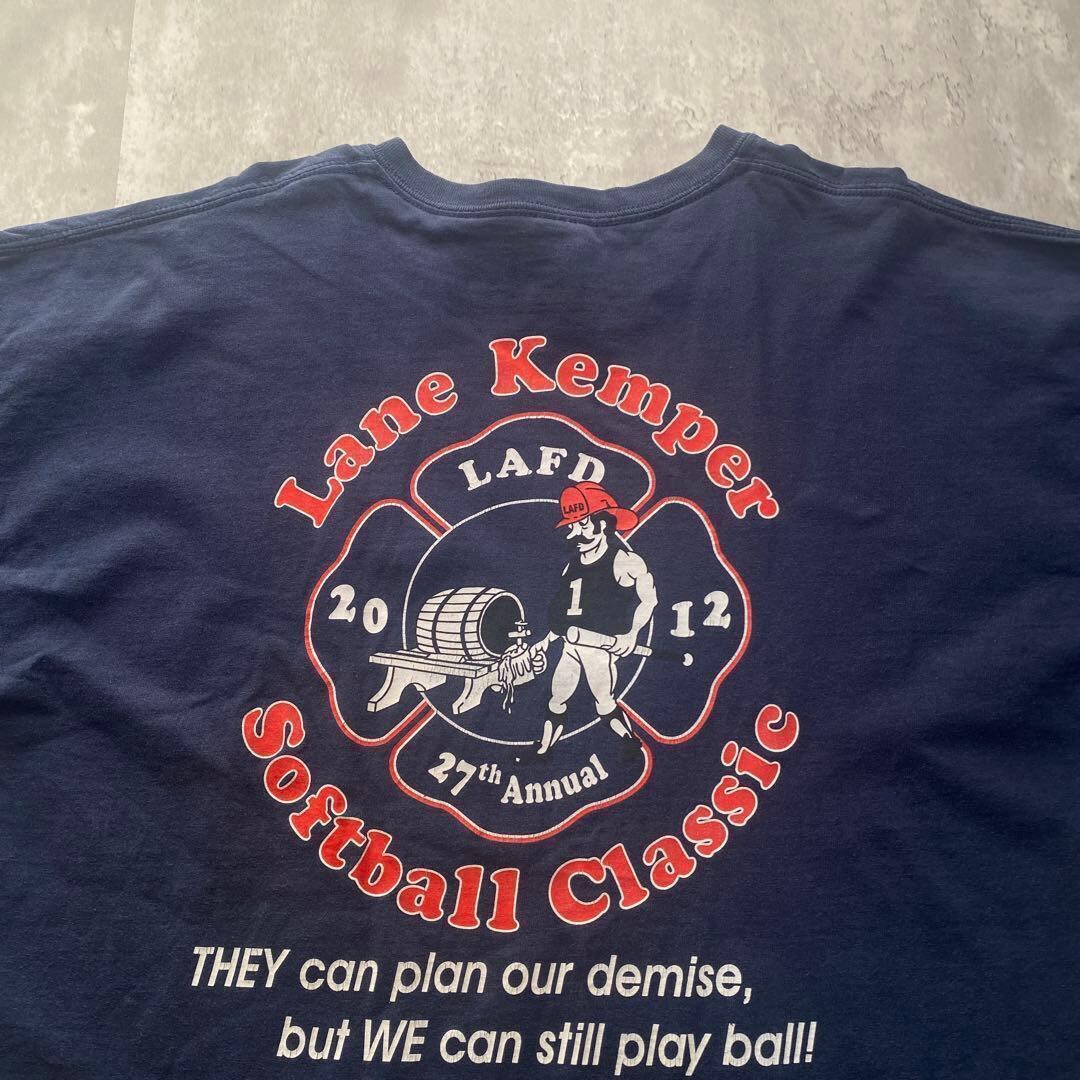 Lane Kemper
LAFD
LAFD
20 12
1
27th Annual
Softball Classic
THEY can plan our demise,
but WE can still play ball!